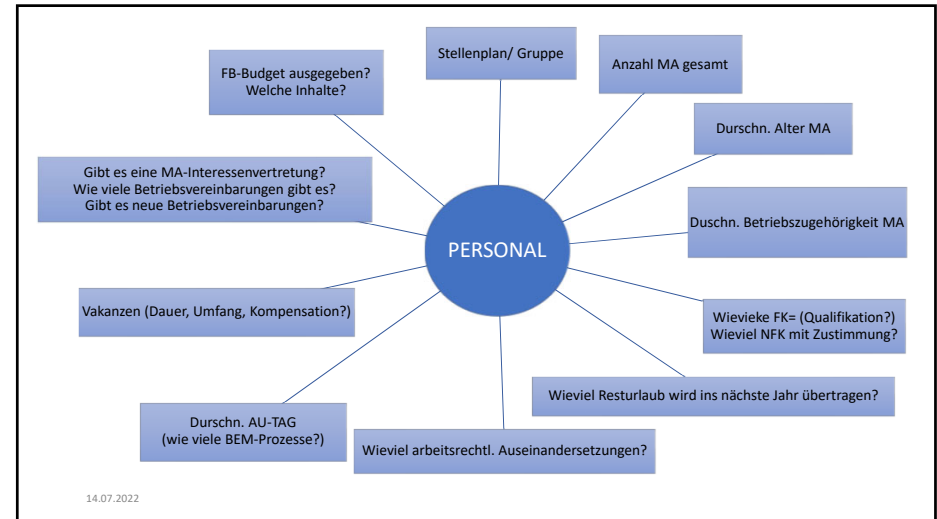 Stellenplan/ Gruppe
Anzahl MA gesamt
FB-Budget ausgegeben?
Welche Inhalte?
Durschn. Alter MA
Gibt es eine MA-Interessenvertretung?
Wie viele Betriebsvereinbarungen gibt es?
Gibt es neue Betriebsvereinbarungen?
Duschn. Betriebszugehörigkeit MA
PERSONAL
Vakanzen (Dauer, Umfang, Kompensation?)
Wievieke FK= (Qualifikation?)
Wieviel NFK mit Zustimmung?
Wieviel Resturlaub wird ins nächste Jahr übertragen?
Durschn. AU-TAG
(wie viele BEM-Prozesse?)
Wieviel arbeitsrechtl. Auseinandersetzungen?
14.07.2022